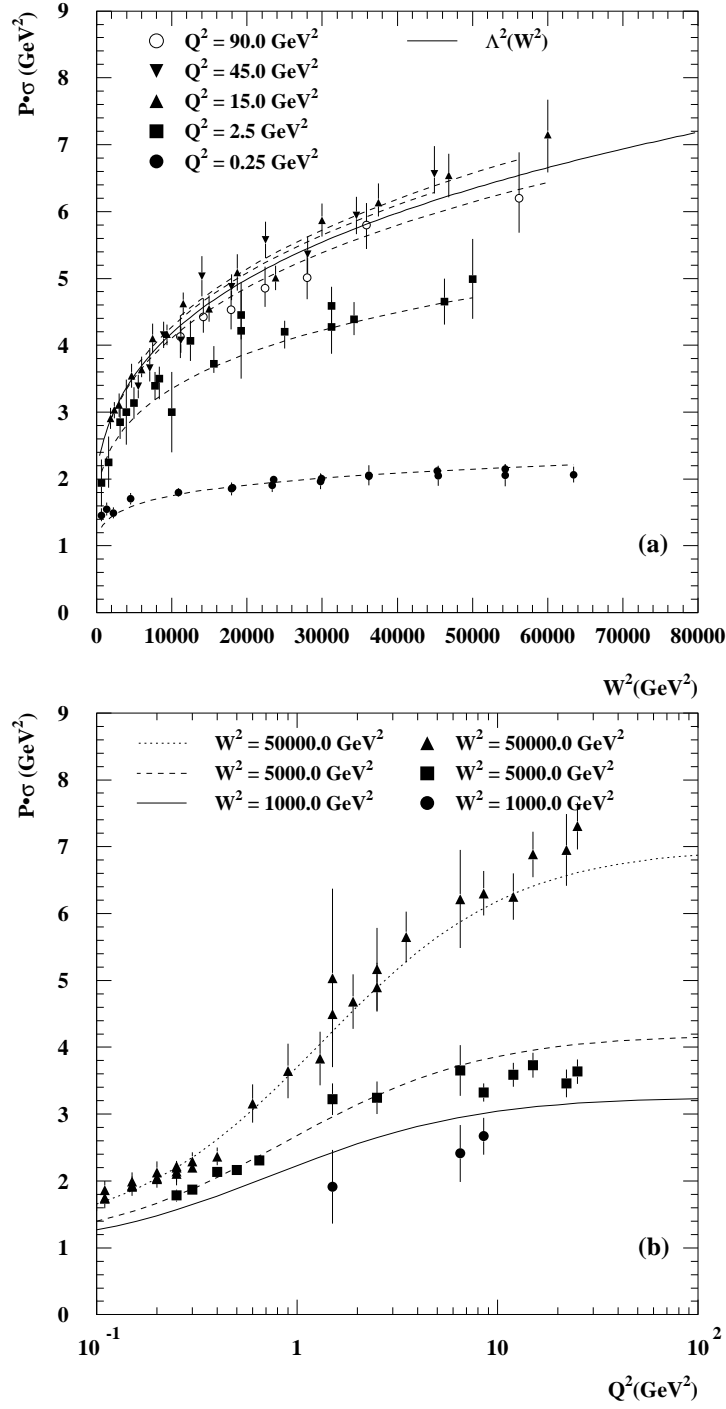 9
8
7
6
5
4
3
2
1
0
P•σ (GeV²)
Q² = 90.0 GeV²
Q² = 45.0 GeV²
Q² = 15.0 GeV²
Q² = 2.5 GeV²
Q² = 0.25 GeV²
Λ²(W²)
(a)
0 10000 20000 30000 40000 50000 60000 70000 80000
W²(GeV²)
9
8
7
6
5
4
3
2
1
0
P•σ (GeV²)
W² = 50000.0 GeV² W² = 50000.0 GeV²
W² = 5000.0 GeV² W² = 5000.0 GeV²
W² = 1000.0 GeV² W² = 1000.0 GeV²
(b)
10⁻¹ 1 10 10²
Q²(GeV²)